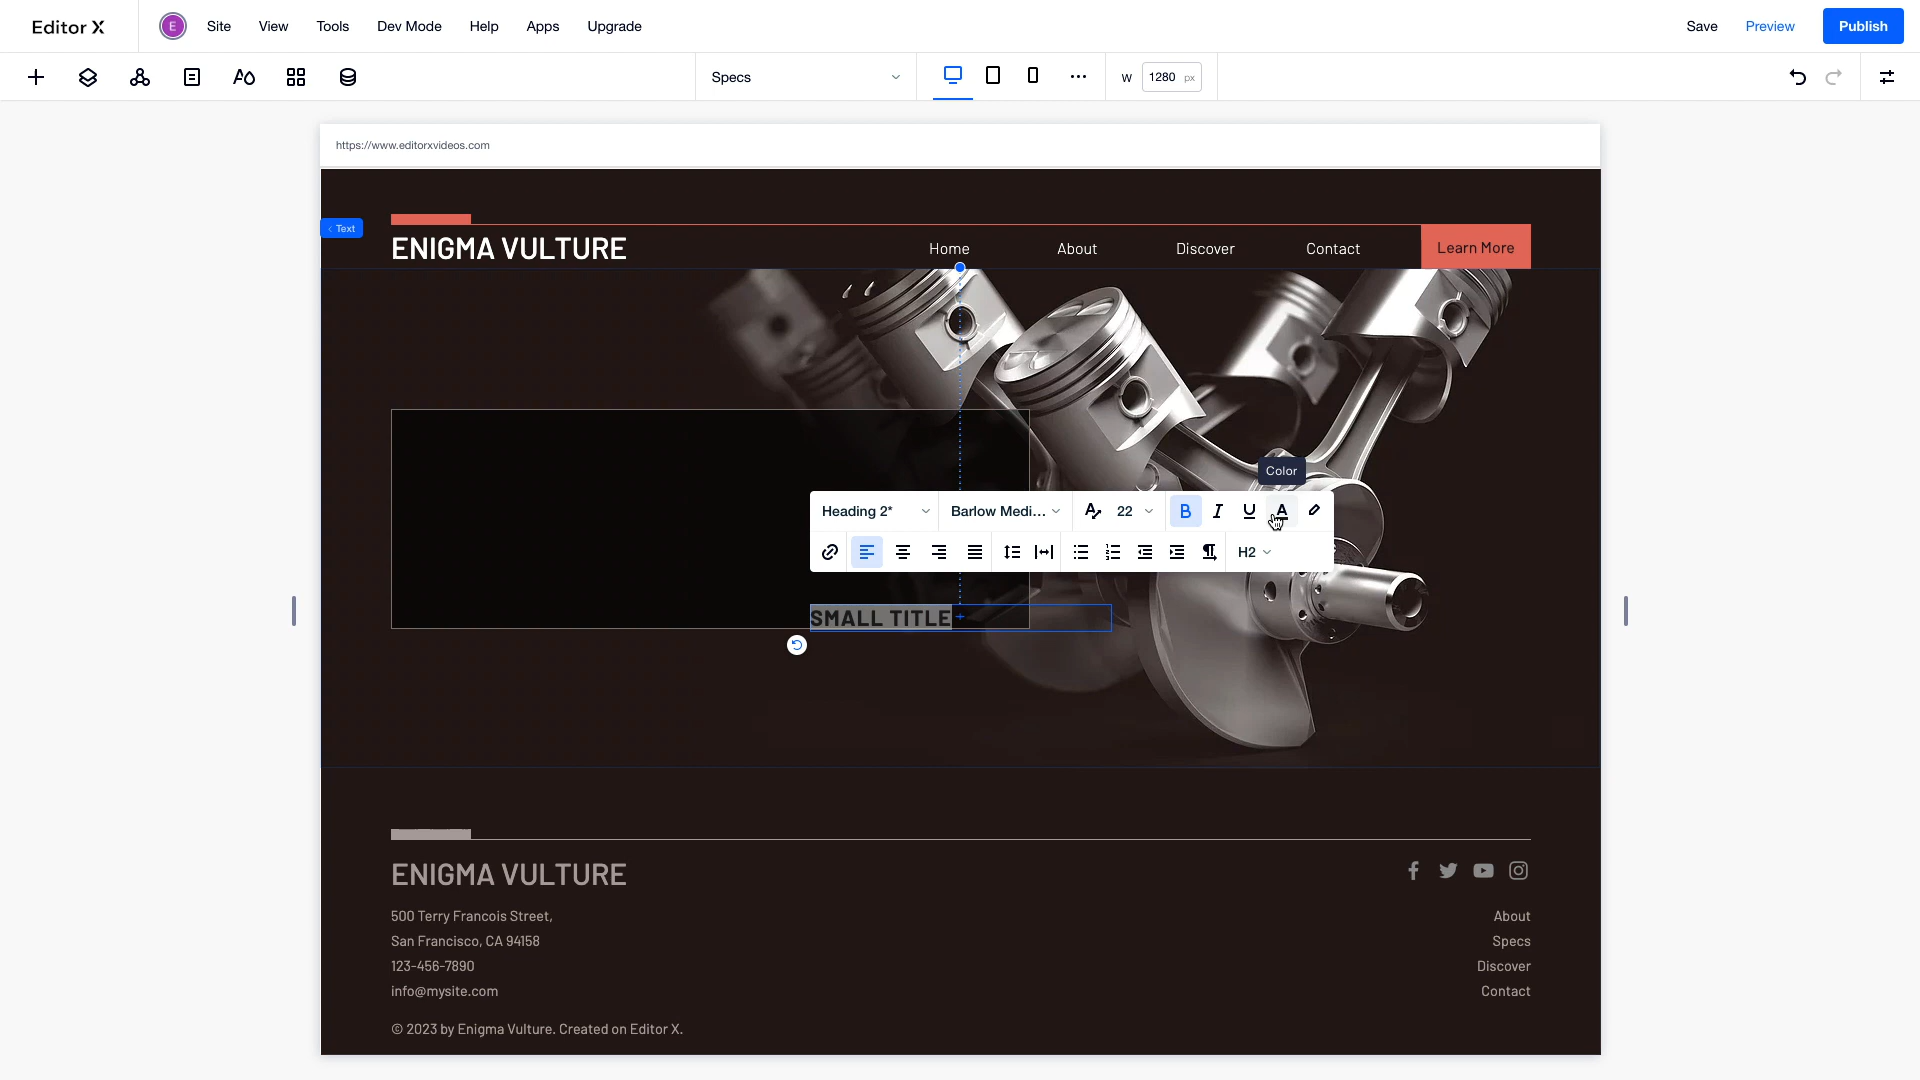 Editor X
E
Site
View
Tools
Dev Mode
Help
Apps
Upgrade
Save
Preview
Publish
Specs
W
1280 px
https://www.editorxvideos.com
< Text
ENIGMA VULTURE
Home
About
Discover
Contact
Learn More
Color
Heading 2*
Barlow Medi...
22
B
I
U
A
H2
SMALL TITLE
ENIGMA VULTURE
500 Terry Francois Street,
San Francisco, CA 94158
123-456-7890
info@mysite.com
© 2023 by Enigma Vulture. Created on Editor X.
About
Specs
Discover
Contact